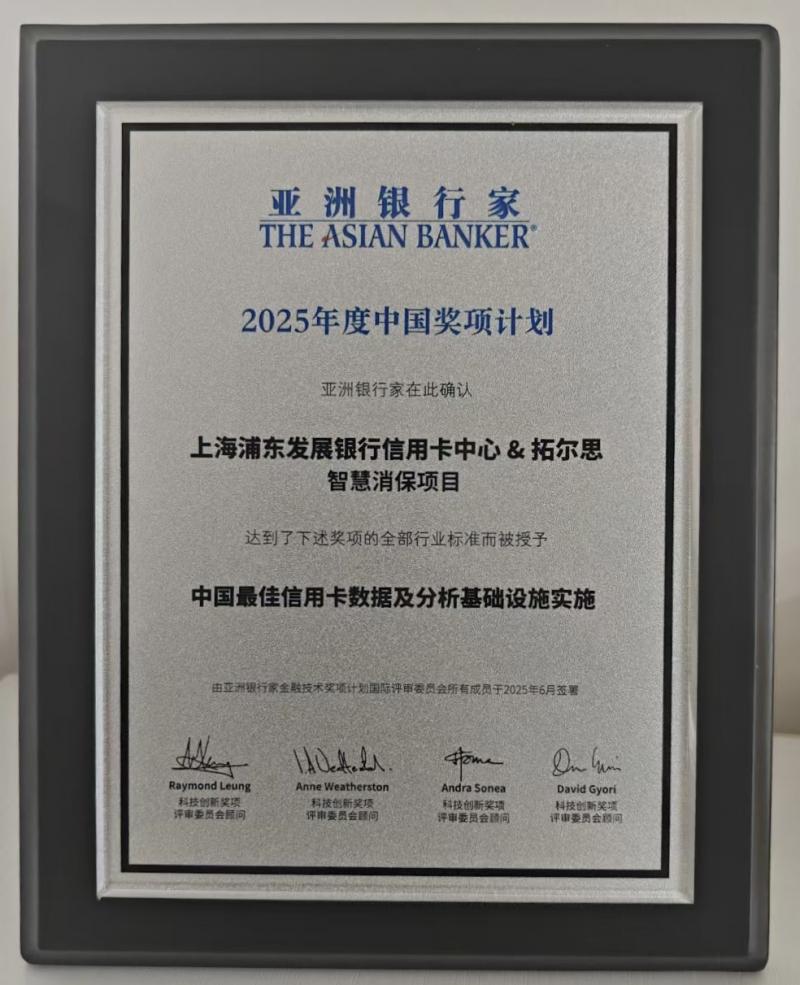 亚洲银行家
THE ASIAN BANKER®
2025年度中国奖项计划
亚洲银行家在此确认
上海浦东发展银行信用卡中心 & 拓尔思
智慧消保项目
达到了下述奖项的全部行业标准而被授予
中国最佳信用卡数据及分析基础设施实施
由亚洲银行家金融技术奖项计划国际评审委员会所有成员于2025年6月签署
Raymond Leung
科技创新奖项
评审委员会顾问
Anne Weatherston
科技创新奖项
评审委员会顾问
Andra Sonea
科技创新奖项
评审委员会顾问
David Gyori
科技创新奖项
评审委员会顾问